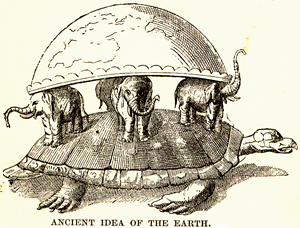 ANCIENT IDEA OF THE EARTH.